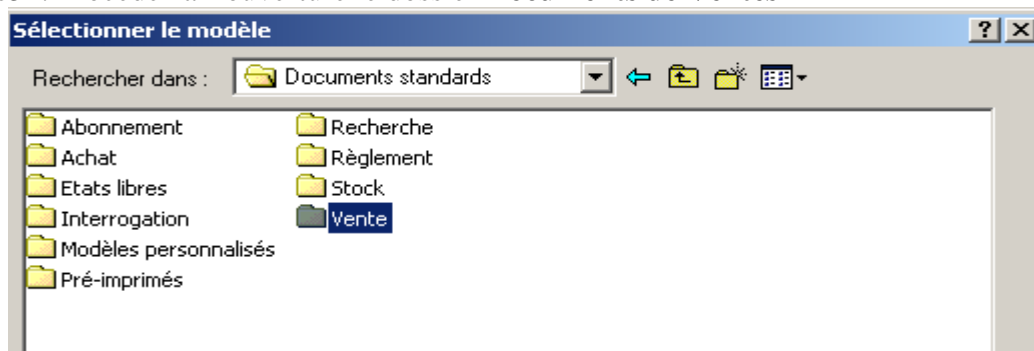 Sélectionner le modèle
Rechercher dans :
Documents standards
Abonnement
Achat
Etats libres
Interrogation
Modèles personnalisés
Pré-imprimés
Recherche
Règlement
Stock
Vente